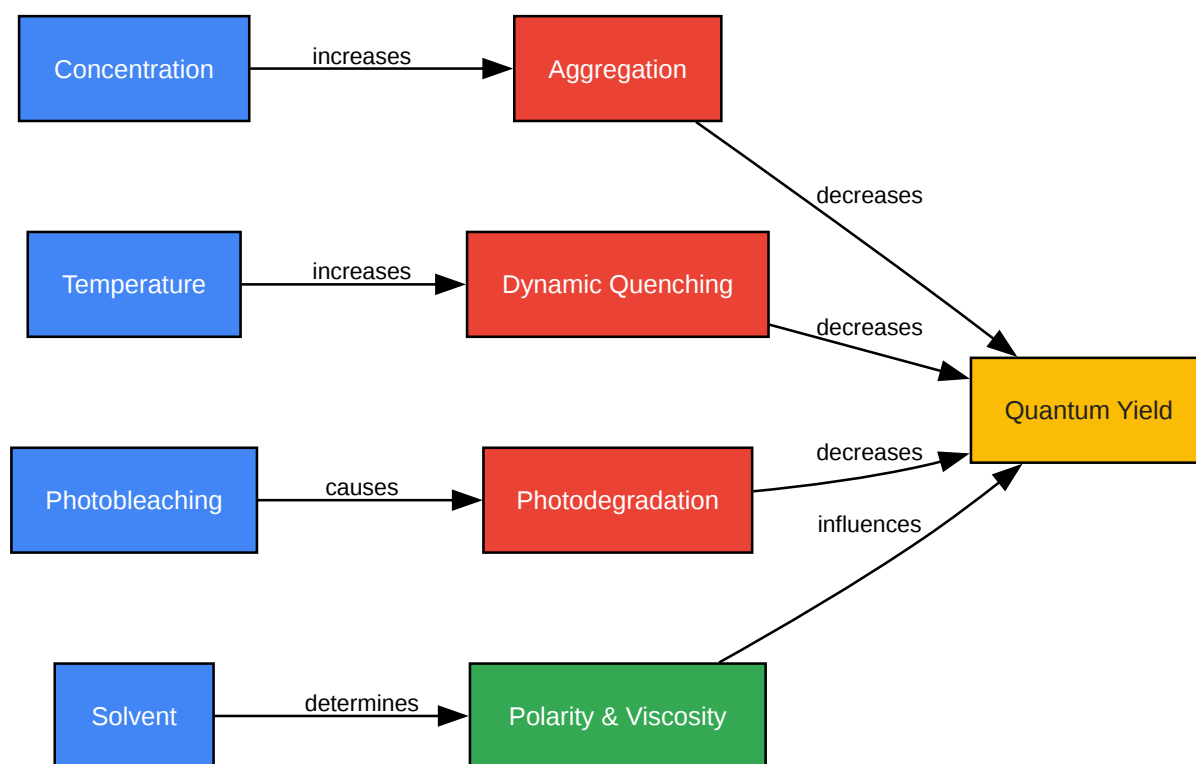 Concentration
increases
Aggregation
decreases
Temperature
increases
Dynamic Quenching
decreases
Quantum Yield
Photobleaching
causes
Photodegradation
decreases
influences
Solvent
determines
Polarity & Viscosity